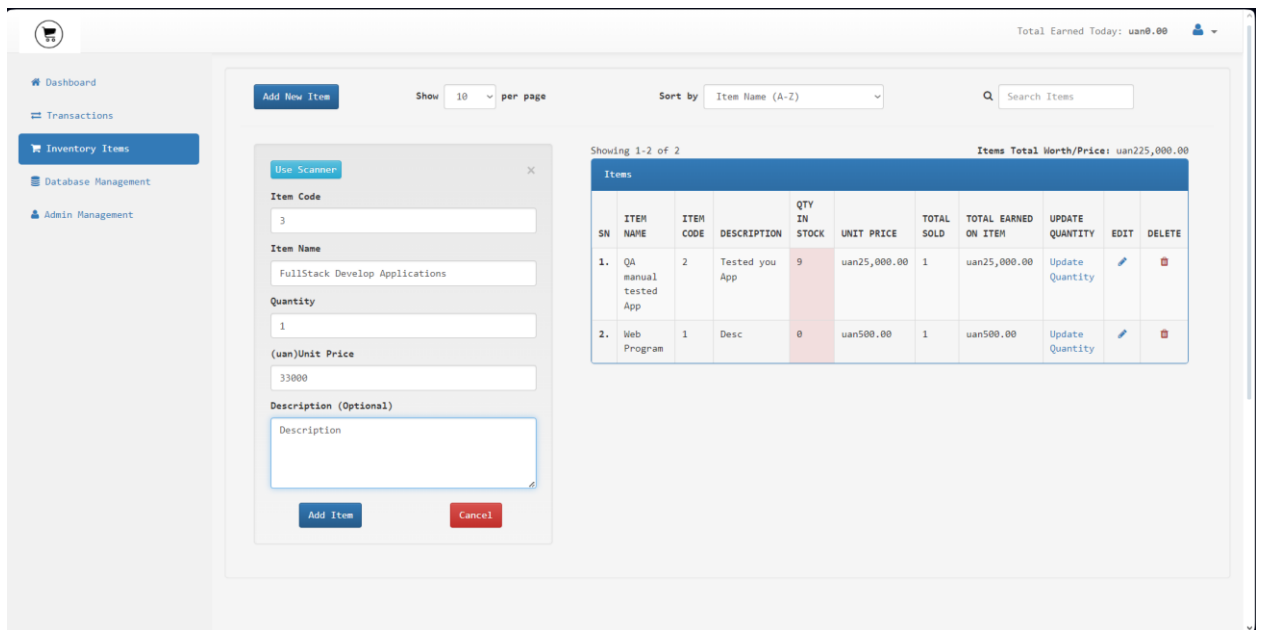 Total Earned Today: uan0.00
Dashboard
Transactions
Inventory Items
Database Management
Admin Management
Add New Item
Show 10 per page
Sort by Item Name (A-Z)
Search Items
Use Scanner ×
Item Code
3
Item Name
FullStack Develop Applications
Quantity
1
(uan)Unit Price
33000
Description (Optional)
Description
Add Item Cancel
Showing 1-2 of 2 Items Total Worth/Price: uan225,000.00
Items
SN ITEM NAME ITEM CODE DESCRIPTION QTY IN STOCK UNIT PRICE TOTAL SOLD TOTAL EARNED ON ITEM UPDATE QUANTITY EDIT DELETE
1. QA manual tested App 2 Tested you App 9 uan25,000.00 1 uan25,000.00 Update Quantity
2. Web Program 1 Desc 0 uan500.00 1 uan500.00 Update Quantity